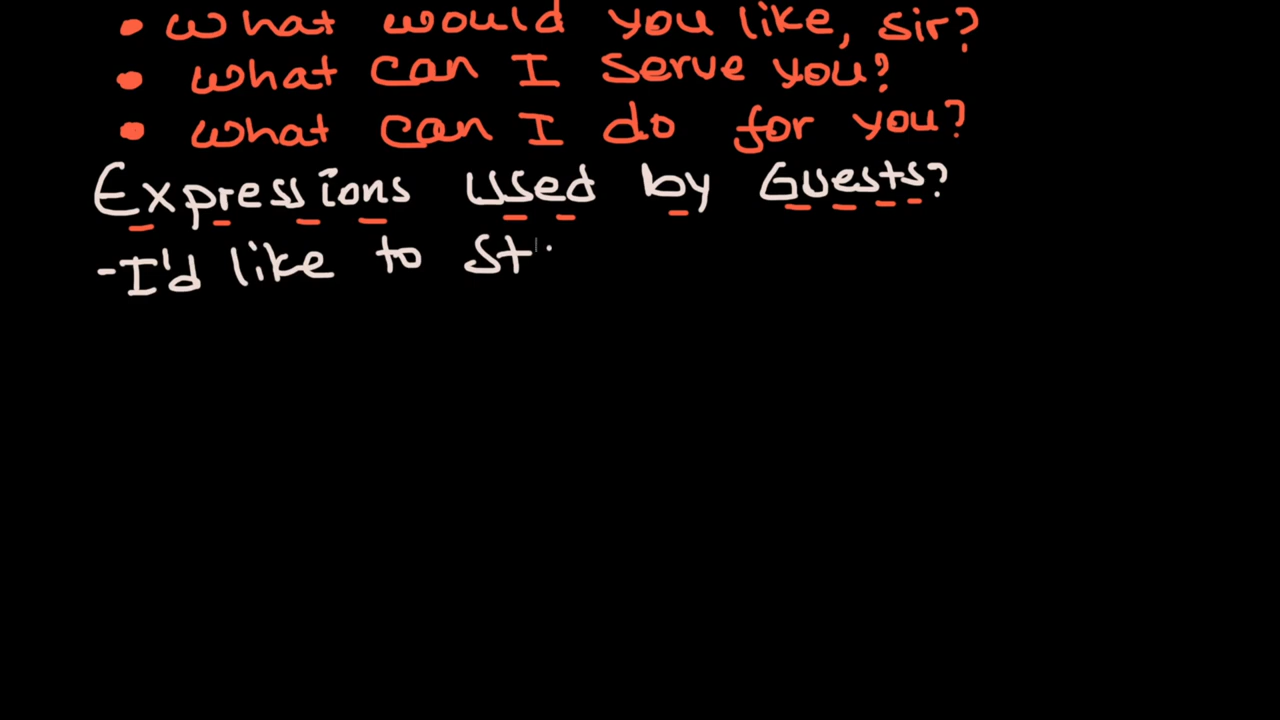 • What would you like, sir?
• What can I serve you?
• What can I do for you?
Expressions used by Guests?
-I'd like to st